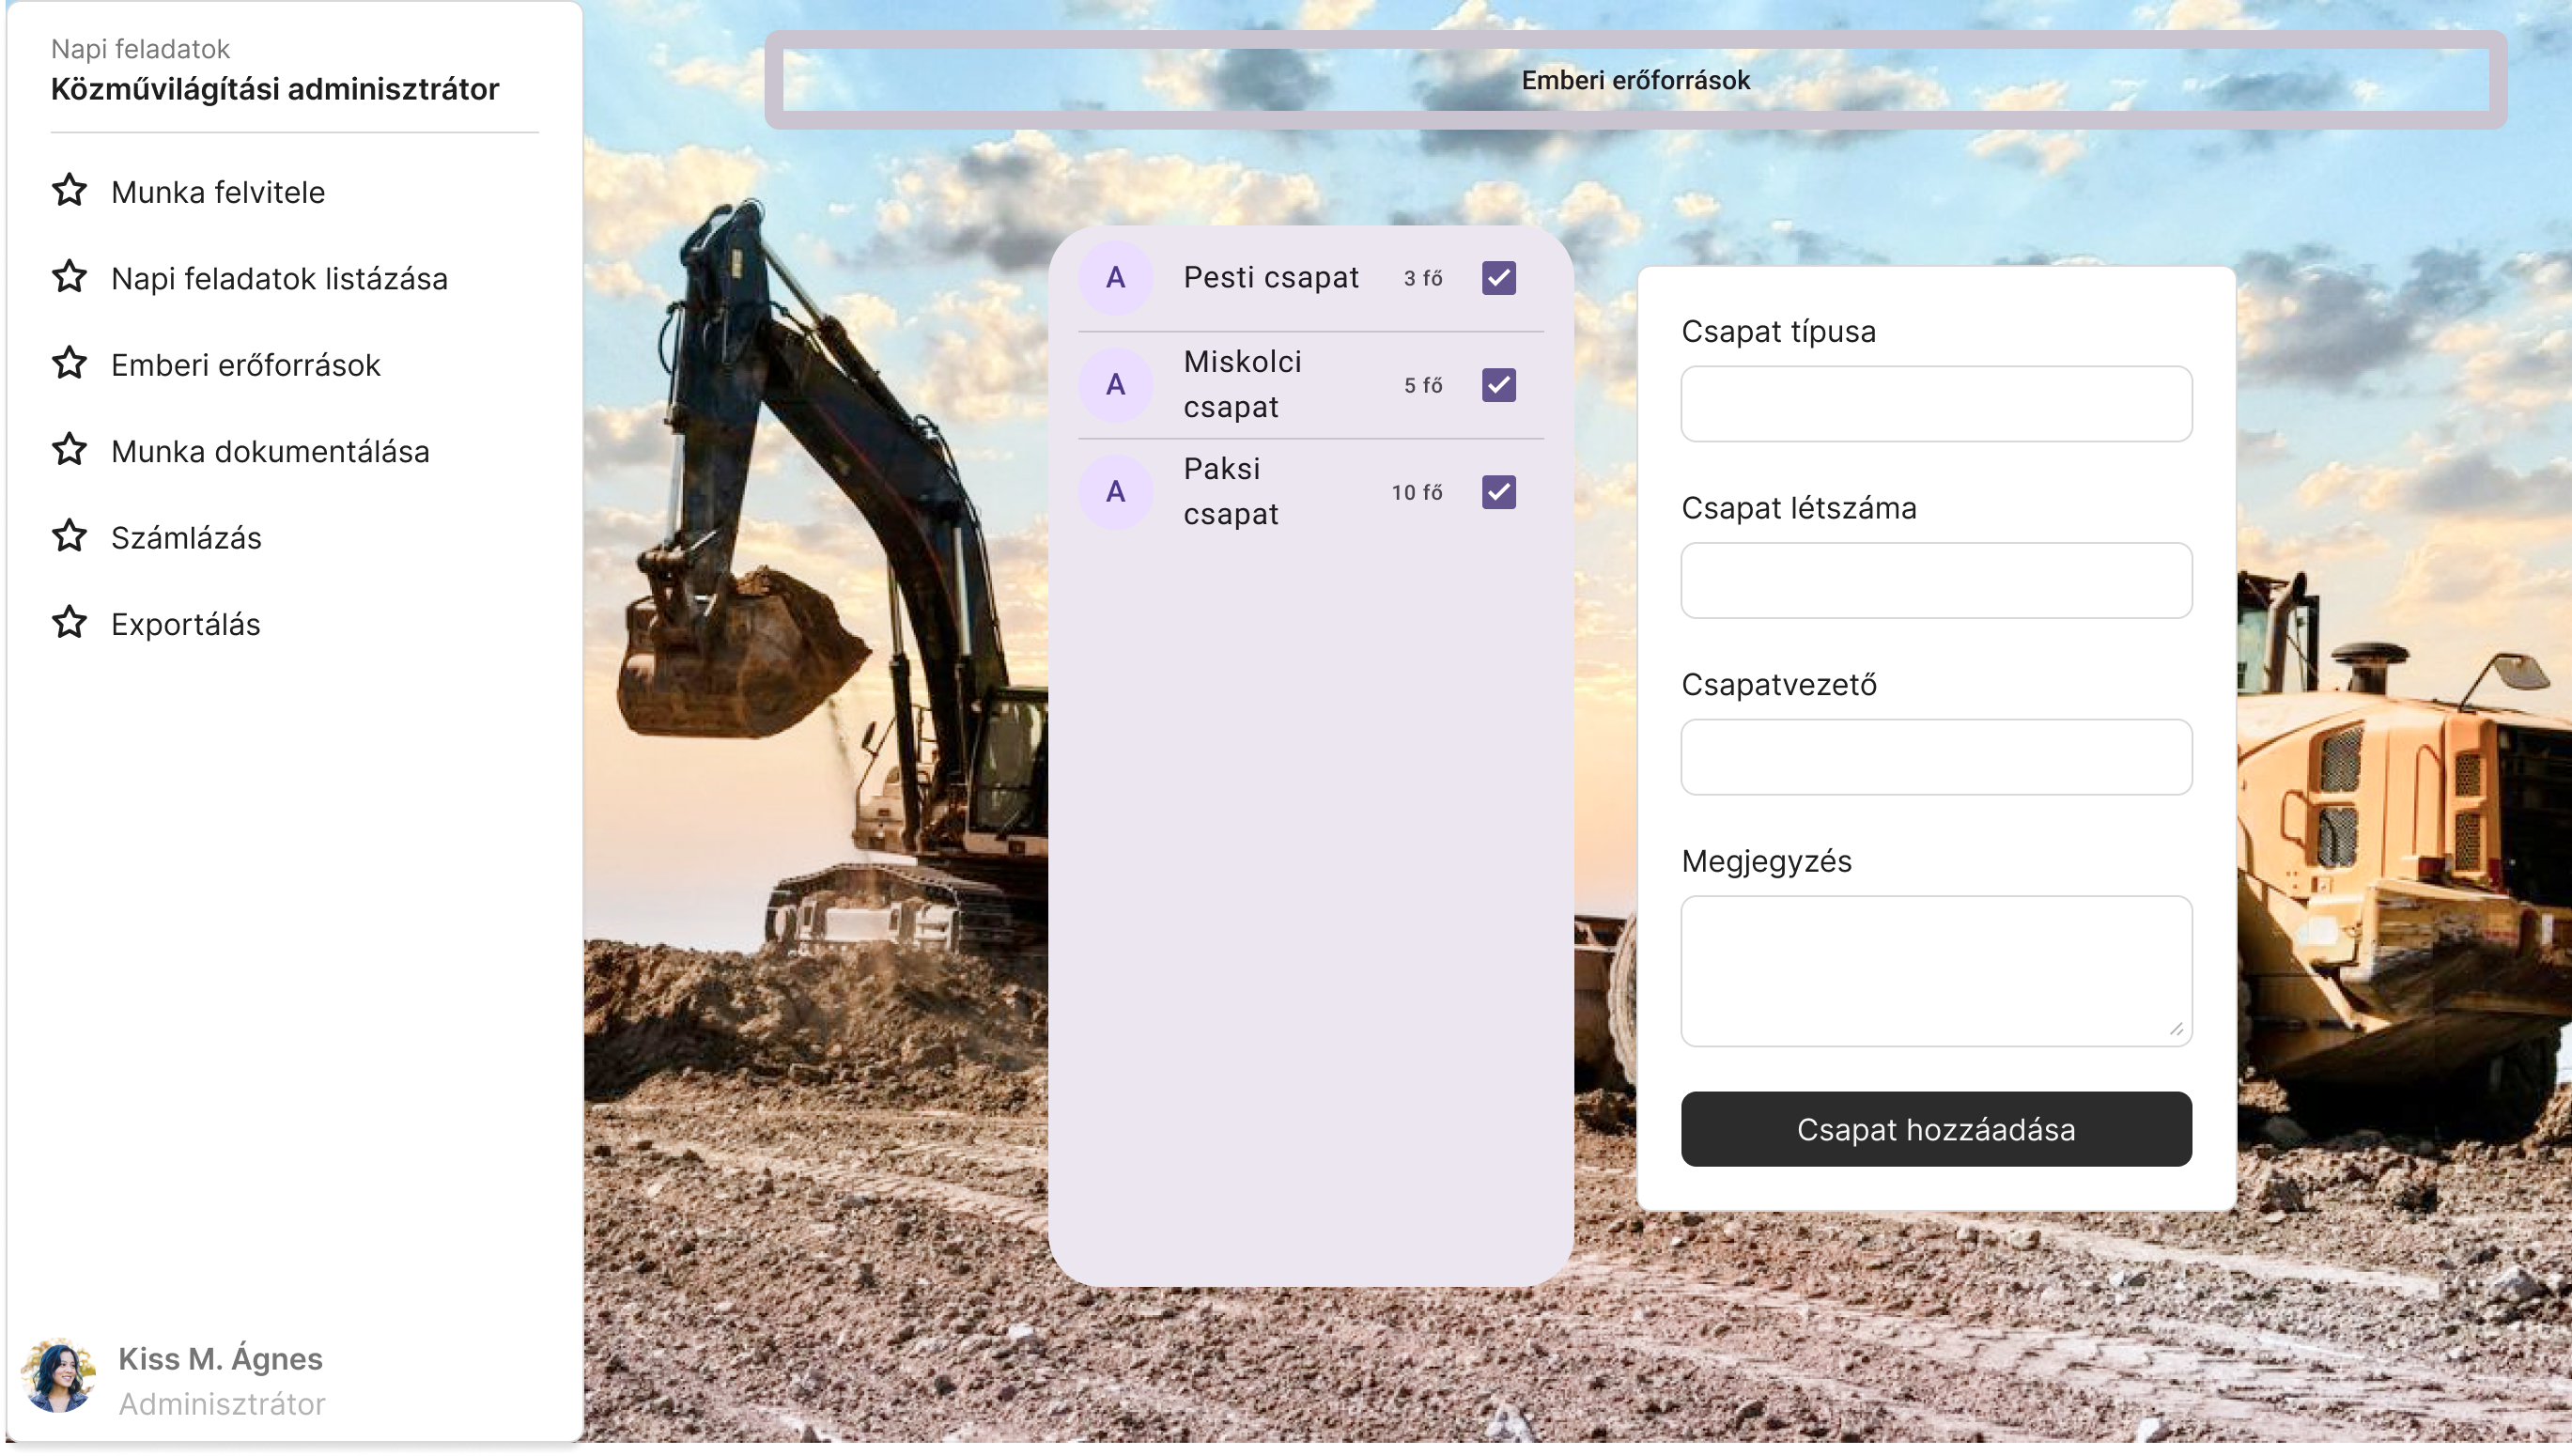 Napi feladatok
Közművilágítási adminisztrátor
Munka felvitele
Napi feladatok listázása
Emberi erőforrások
Munka dokumentálása
Számlázás
Exportálás
Kiss M. Ágnes
Adminisztrátor
Emberi erőforrások
A
Pesti csapat
3 fő
A
Miskolci
csapat
5 fő
A
Paksi
csapat
10 fő
Csapat típusa
Csapat létszáma
Csapatvezető
Megjegyzés
Csapat hozzáadása